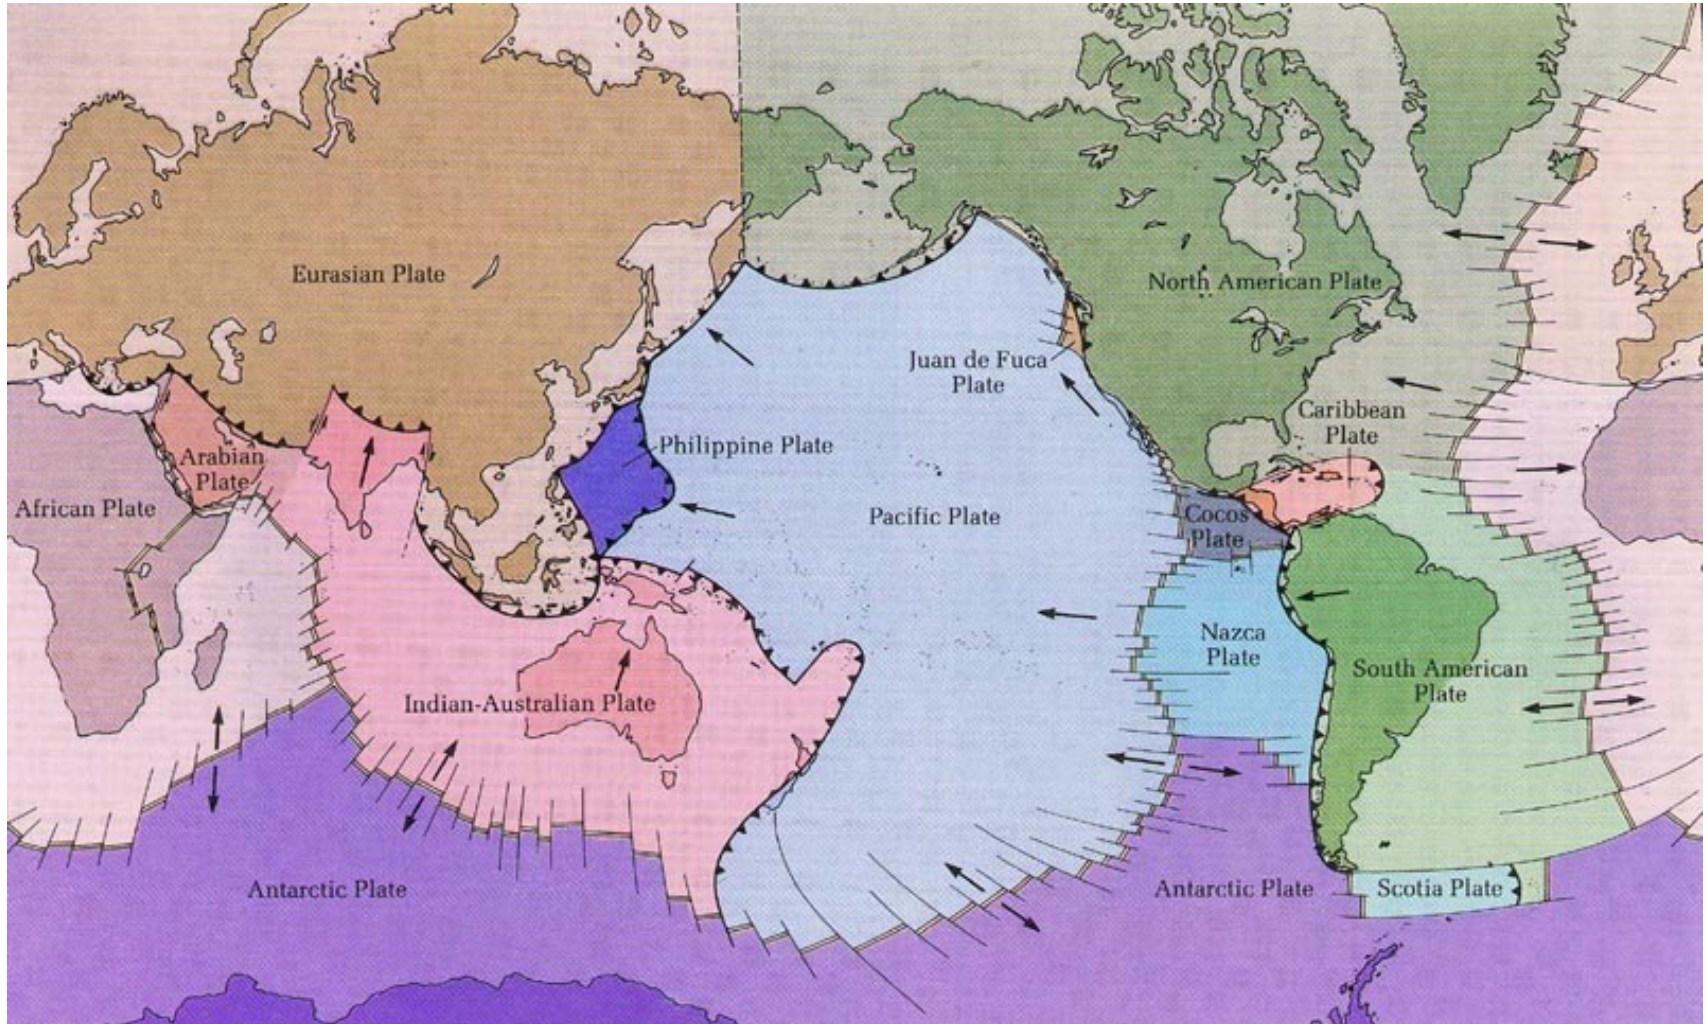 Eurasian Plate
North American Plate
Juan de Fuca
Plate
Caribbean
Plate
Philippine Plate
Arabian
Plate
African Plate
Pacific Plate
Cocos
Plate
Nazca
Plate
South American
Plate
Indian-Australian Plate
Antarctic Plate
Antarctic Plate
Scotia Plate